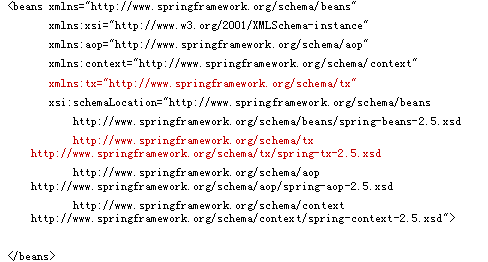 <beans xmlns="http://www.springframework.org/schema/beans"
xmlns:xsi="http://www.w3.org/2001/XMLSchema-instance"
xmlns:aop="http://www.springframework.org/schema/aop"
xmlns:context="http://www.springframework.org/schema/context"
xmlns:tx="http://www.springframework.org/schema/tx"
xsi:schemaLocation="http://www.springframework.org/schema/beans
http://www.springframework.org/schema/beans/spring-beans-2.5.xsd
http://www.springframework.org/schema/tx
http://www.springframework.org/schema/tx/spring-tx-2.5.xsd
http://www.springframework.org/schema/aop
http://www.springframework.org/schema/aop/spring-aop-2.5.xsd
http://www.springframework.org/schema/context
http://www.springframework.org/schema/context/spring-context-2.5.xsd">
</beans>